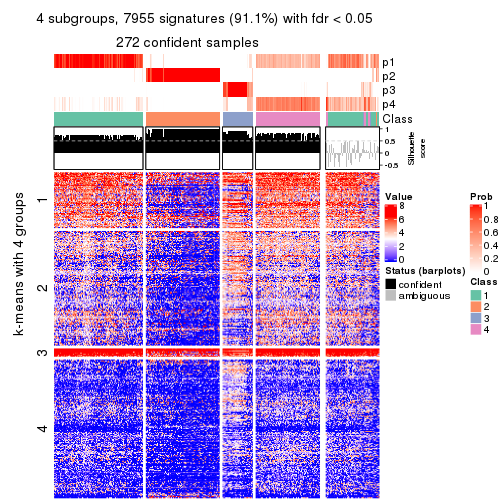 4 subgroups, 7955 signatures (91.1%) with fdr < 0.05
272 confident samples
p1
p2
p3
p4
Class
1
0.5
0
-0.5
Silhouette
score
k-means with 4 groups
1
2
3
4
Value
8
6
4
2
0
Status (barplots)
confident
ambiguous
Prob
1
0.8
0.6
0.4
0.2
0
Class
1
2
3
4